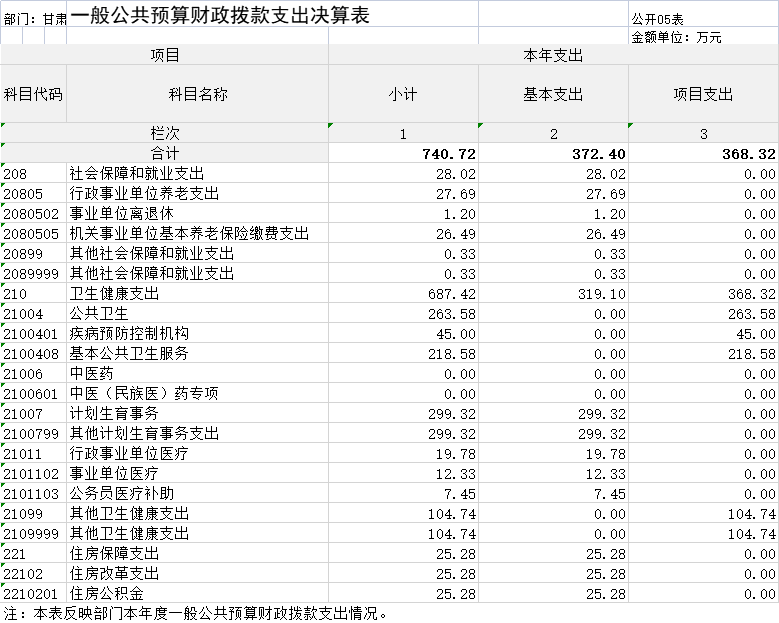 部门：甘肃 一般公共预算财政拨款支出决算表 公开05表
金额单位：万元
项目 本年支出
科目代码 科目名称 小计 基本支出 项目支出
栏次 1 2 3
合计 740.72 372.40 368.32
208 社会保障和就业支出 28.02 28.02 0.00
20805 行政事业单位养老支出 27.69 27.69 0.00
2080502 事业单位离退休 1.20 1.20 0.00
2080505 机关事业单位基本养老保险缴费支出 26.49 26.49 0.00
20899 其他社会保障和就业支出 0.33 0.33 0.00
2089999 其他社会保障和就业支出 0.33 0.33 0.00
210 卫生健康支出 687.42 319.10 368.32
21004 公共卫生 263.58 0.00 263.58
2100401 疾病预防控制机构 45.00 0.00 45.00
2100408 基本公共卫生服务 218.58 0.00 218.58
21006 中医药 0.00 0.00 0.00
2100601 中医（民族医）药专项 0.00 0.00 0.00
21007 计划生育事务 299.32 299.32 0.00
2100799 其他计划生育事务支出 299.32 299.32 0.00
21011 行政事业单位医疗 19.78 19.78 0.00
2101102 事业单位医疗 12.33 12.33 0.00
2101103 公务员医疗补助 7.45 7.45 0.00
21099 其他卫生健康支出 104.74 0.00 104.74
2109999 其他卫生健康支出 104.74 0.00 104.74
221 住房保障支出 25.28 25.28 0.00
22102 住房改革支出 25.28 25.28 0.00
2210201 住房公积金 25.28 25.28 0.00
注：本表反映部门本年度一般公共预算财政拨款支出情况。